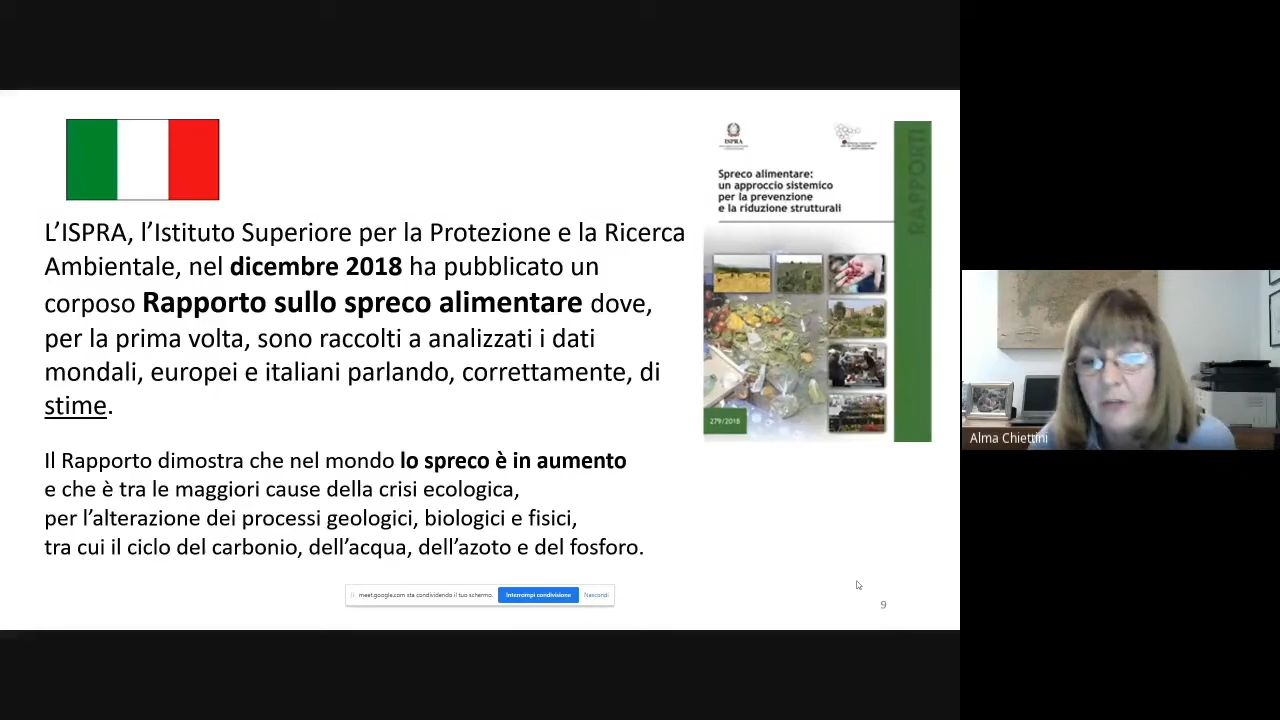 L'ISPRA, l'Istituto Superiore per la Protezione e la Ricerca
Ambientale, nel dicembre 2018 ha pubblicato un
corposo Rapporto sullo spreco alimentare dove,
per la prima volta, sono raccolti a analizzati i dati
mondali, europei e italiani parlando, correttamente, di
stime.
Il Rapporto dimostra che nel mondo lo spreco è in aumento
e che è tra le maggiori cause della crisi ecologica,
per l'alterazione dei processi geologici, biologici e fisici,
tra cui il ciclo del carbonio, dell'acqua, dell'azoto e del fosforo.
ISPRA
Spreco alimentare:
un approccio sistemico
per la prevenzione
e la riduzione strutturali
RAPPORTI
279/2018
meet.google.com sta condividendo il tuo schermo.
Interrompi condivisione
Nascondi
9
Alma Chiettini